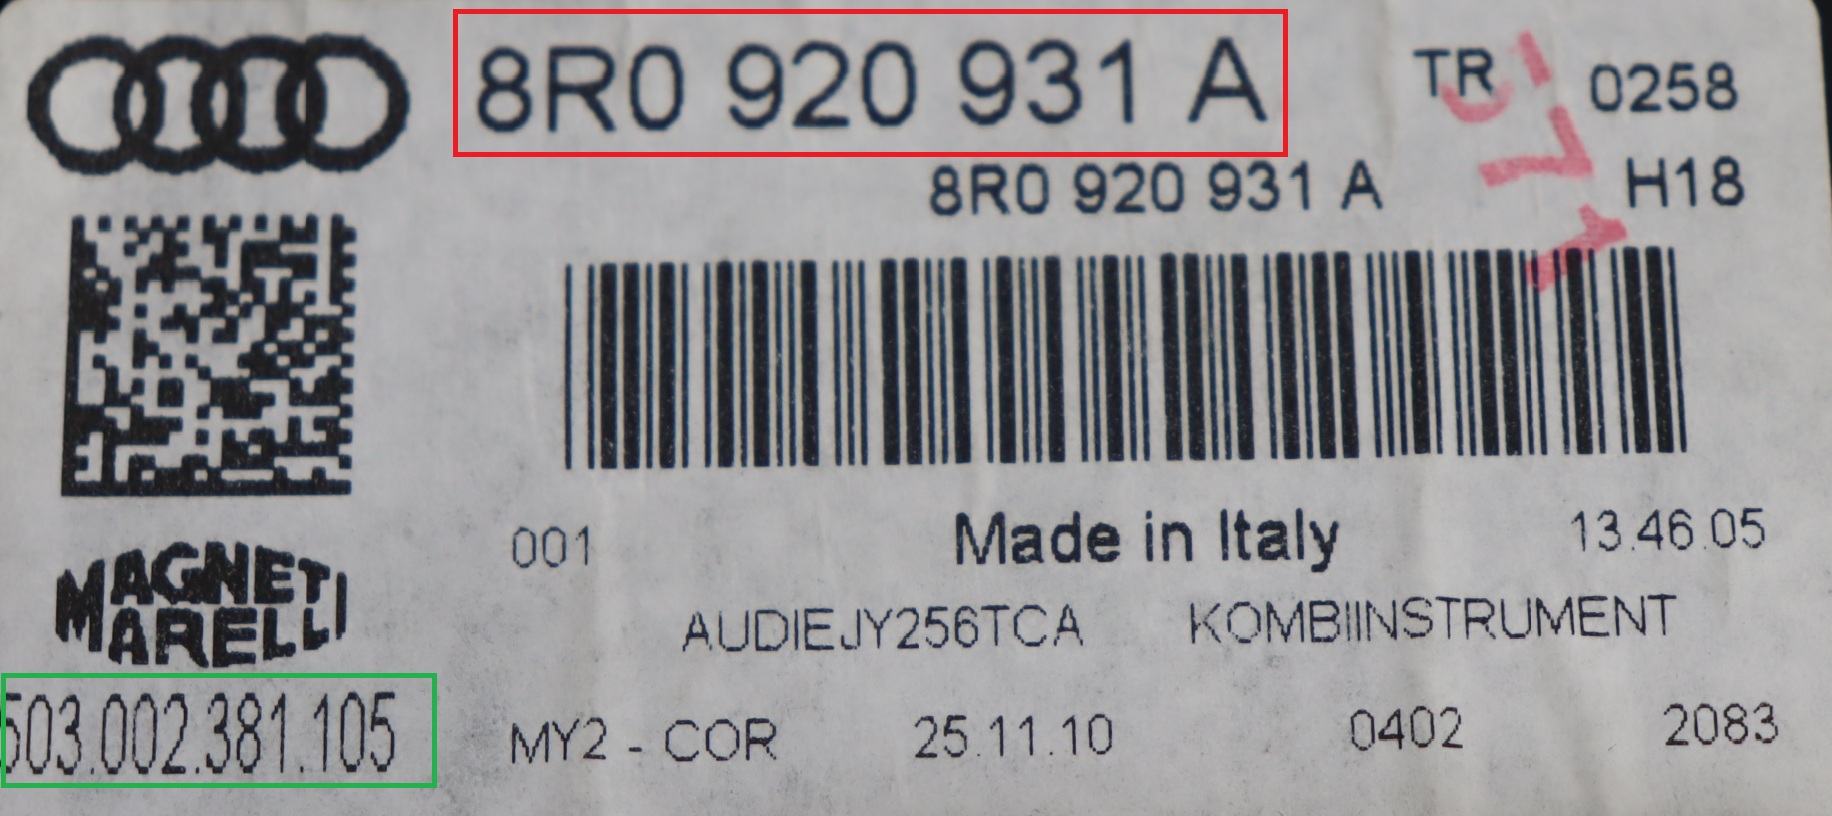 8R0 920 931 A TR 0258
8R0 920 931 A H18
001 Made in Italy 13.46.05
MAGNETI
MARELLI
AUDIEJY256TCA KOMBIINSTRUMENT
503.002.381.105 MY2 - COR 25.11.10 0402 2083